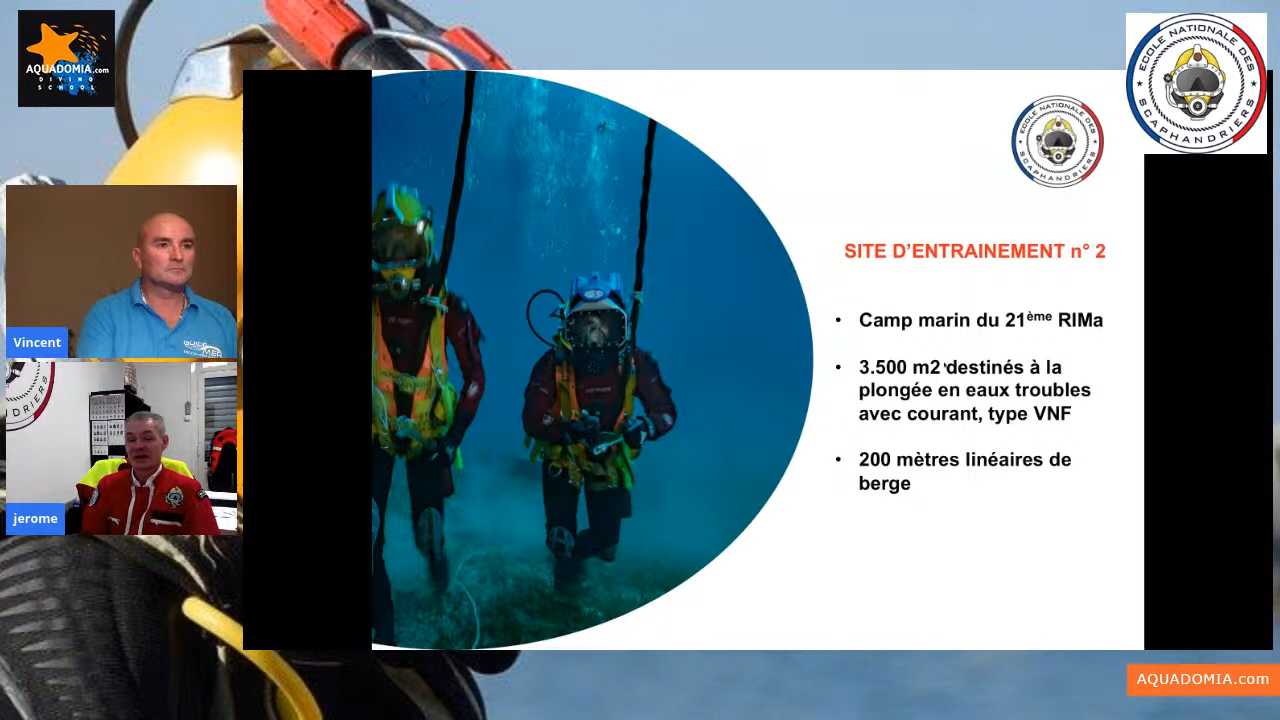 AQUADOMIA.com
DIVING
SCHOOL
ECOLE NATIONALE DES
SCAPHANDRIERS
ECOLE NATIONALE DES
SCAPHANDRIERS
SITE D'ENTRAINEMENT n° 2
• Camp marin du 21ème RIMa
• 3.500 m2 destinés à la
plongée en eaux troubles
avec courant, type VNF
• 200 mètres linéaires de
berge
Vincent
jerome
AQUADOMIA.com